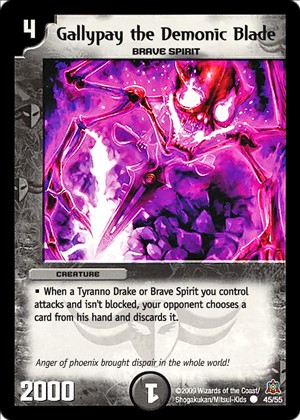 4
Gallypay the Demonic Blade
BRAVE SPIRIT
CREATURE
▪ When a Tyranno Drake or Brave Spirit you control
attacks and isn't blocked, your opponent chooses a
card from his hand and discards it.
Anger of phoenix brought dispair in the whole world!
2000
1
©2009 Wizards of the Coast/
Shogakukan/Mitsui-Kids
45/55